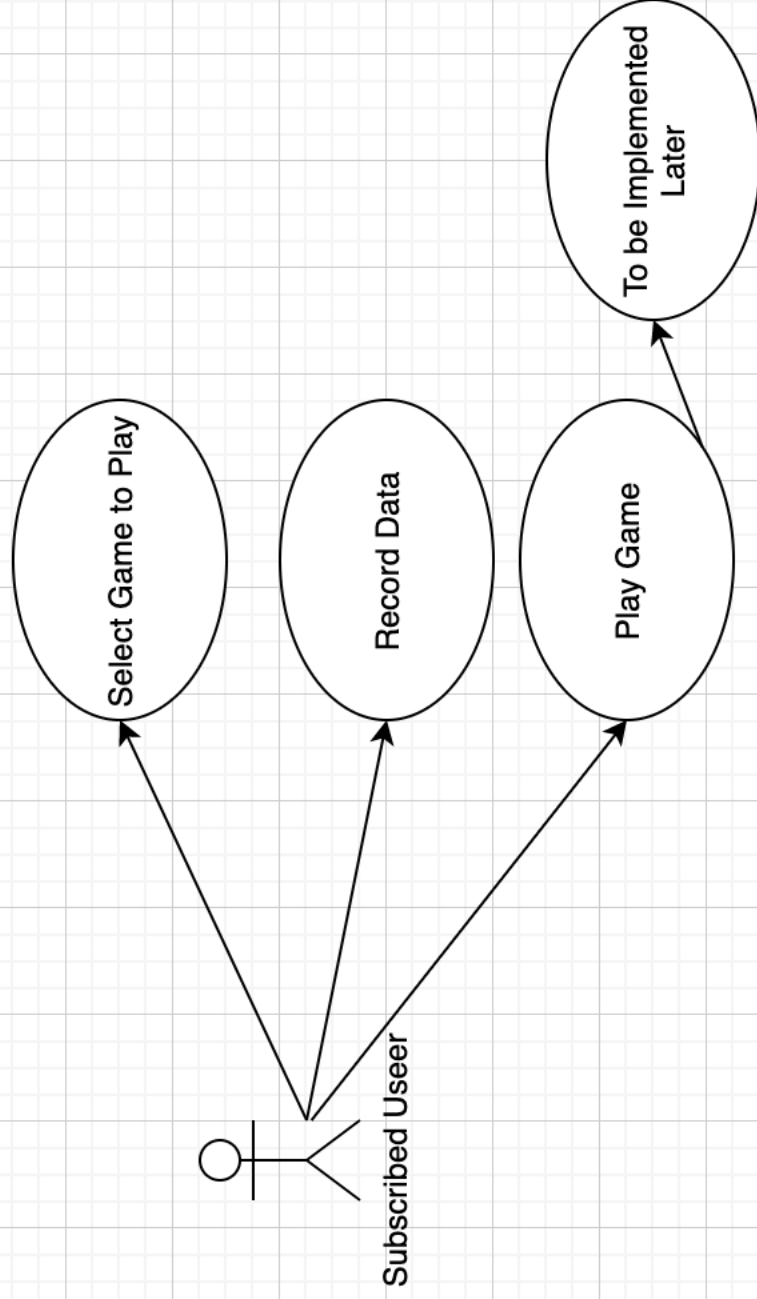 Select Game to Play
Record Data
Play Game
To be Implemented
Later
Subscribed Useer